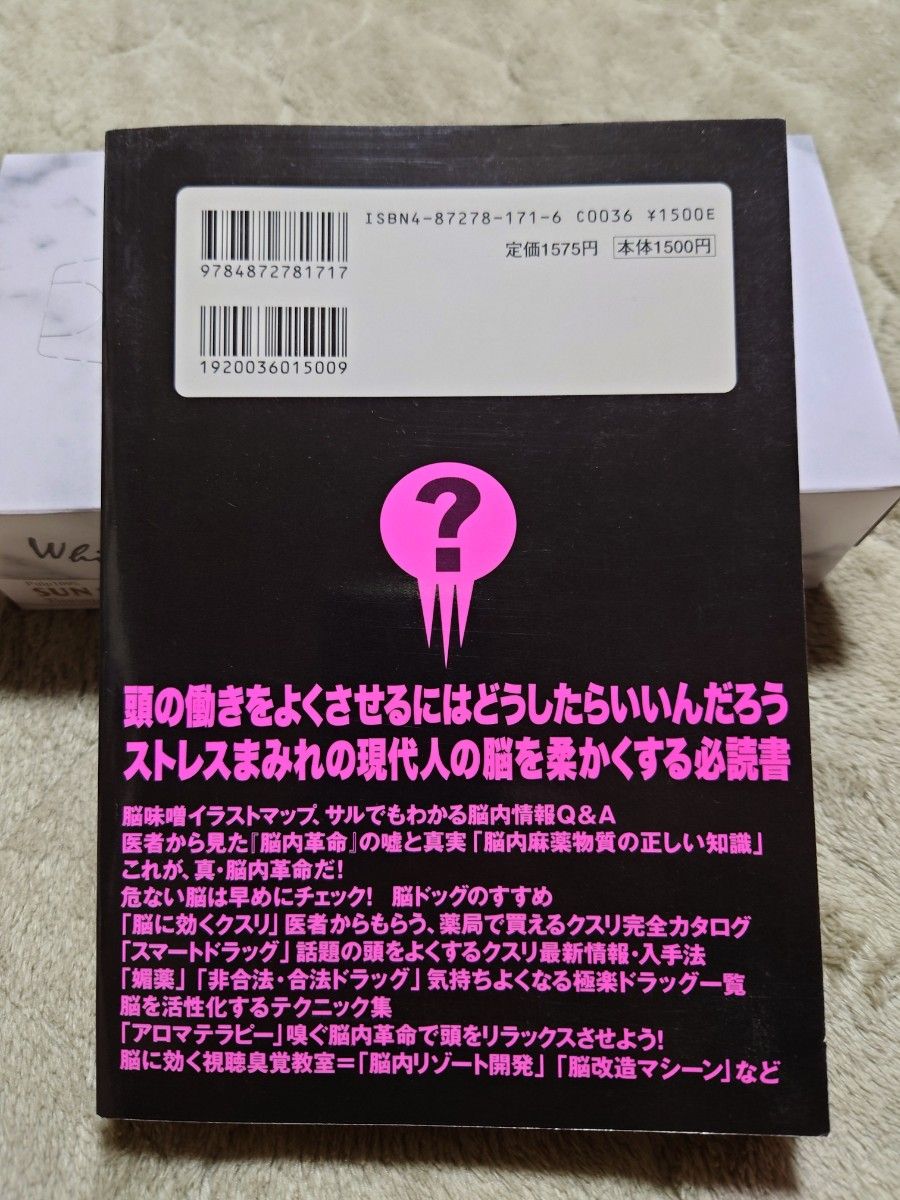 ISBN4-87278-171-6 C0036 ¥1500E
定価1575円 本体1500円
9784872781717
1920036015009
?
頭の働きをよくさせるにはどうしたらいいんだろう
ストレスまみれの現代人の脳を柔かくする必読書
脳味噌イラストマップ、サルでもわかる脳内情報Q&A
医者から見た『脳内革命』の嘘と真実「脳内麻薬物質の正しい知識」
これが、真・脳内革命だ!
危ない脳は早めにチェック! 脳ドッグのすすめ
「脳に効くクスリ」医者からもらう、薬局で買えるクスリ完全カタログ
「スマートドラッグ」話題の頭をよくするクスリ最新情報・入手法
「媚薬」「非合法・合法ドラッグ」気持ちよくなる極楽ドラッグ一覧
脳を活性化するテクニック集
「アロマテラピー」嗅ぐ脳内革命で頭をリラックスさせよう!
脳に効く視聴臭覚教室=「脳内リゾート開発」「脳改造マシーン」など
SUN